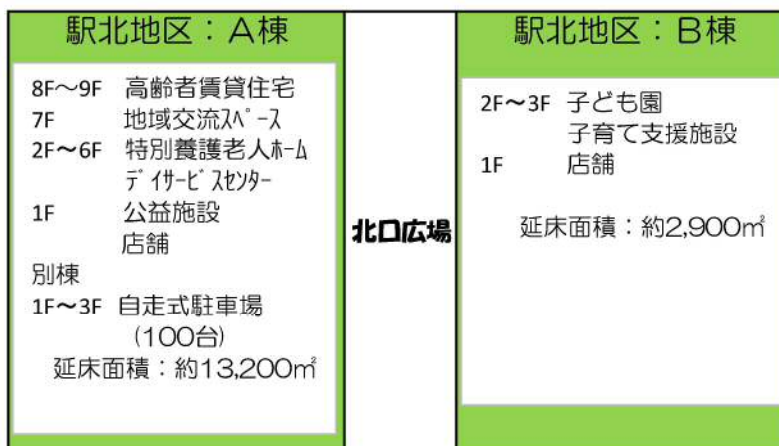 駅北地区：A棟
8F～9F 高齢者賃貸住宅
7F 地域交流ｽﾍﾟｰｽ
2F～6F 特別養護老人ﾎｰﾑ
ﾃﾞｲｻｰﾋﾞｽｾﾝﾀｰ
1F 公益施設
店舗
別棟
1F～3F 自走式駐車場
(100台)
延床面積：約13,200㎡
北口広場
駅北地区：B棟
2F～3F 子ども園
子育て支援施設
1F 店舗
延床面積：約2,900㎡